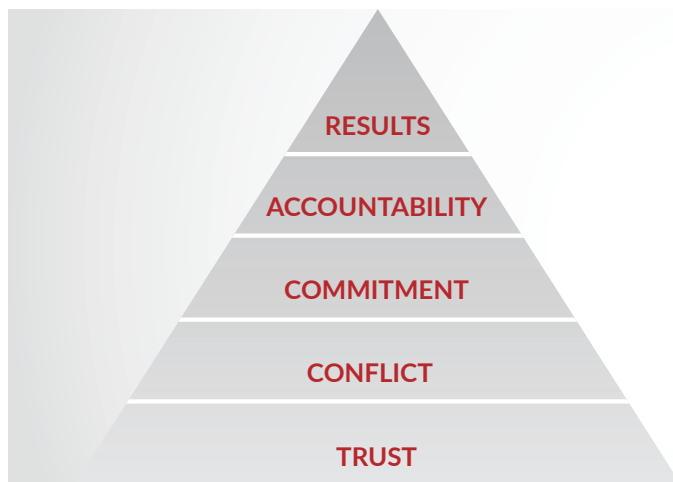 RESULTS
ACCOUNTABILITY
COMMITMENT
CONFLICT
TRUST